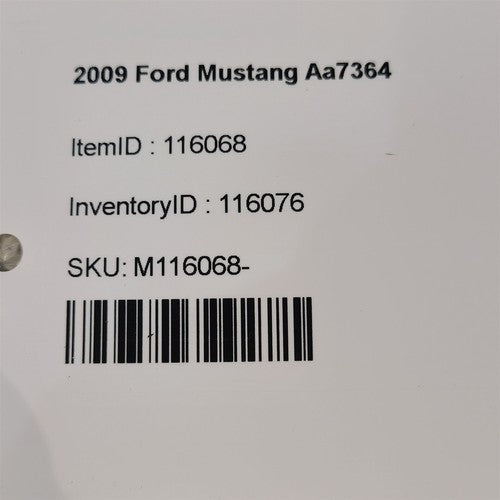 2009 Ford Mustang Aa7364
ItemID : 116068
InventoryID : 116076
SKU: M116068-